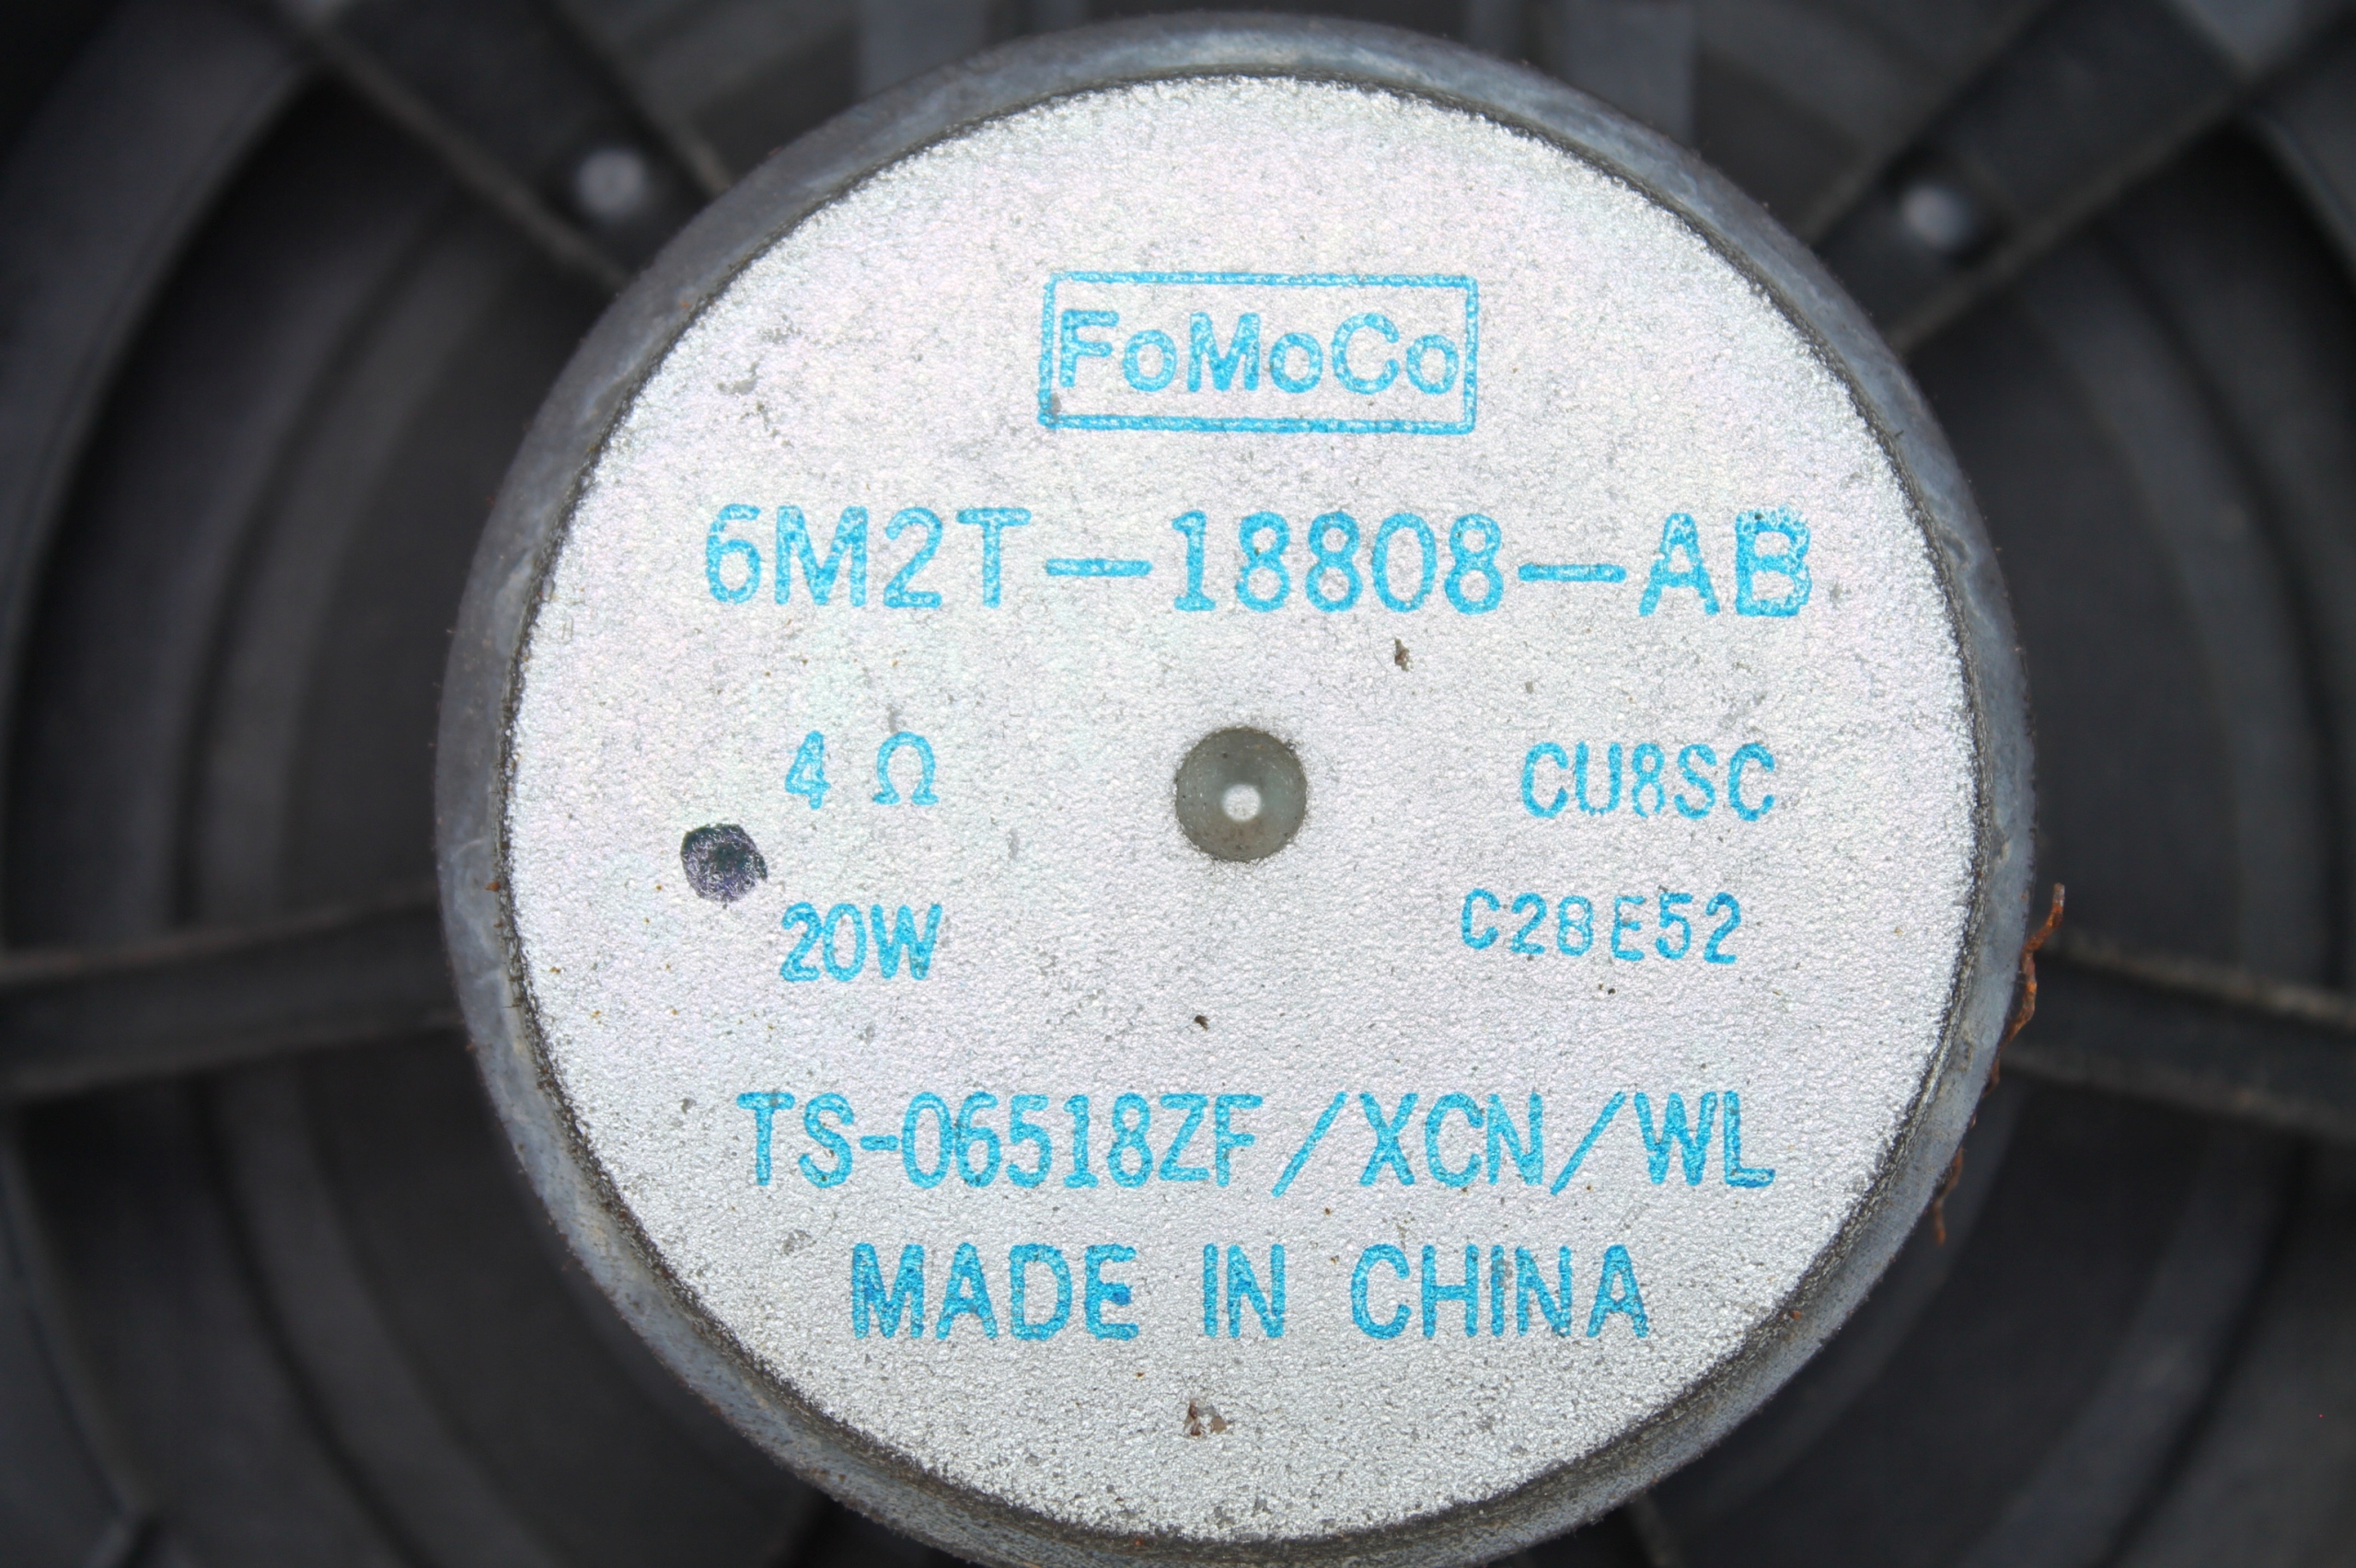 FoMoCo
6M2T-18808-AB
4 Ω
CU8SC
20W
C28E52
TS-06518ZF/XCN/WL
MADE IN CHINA